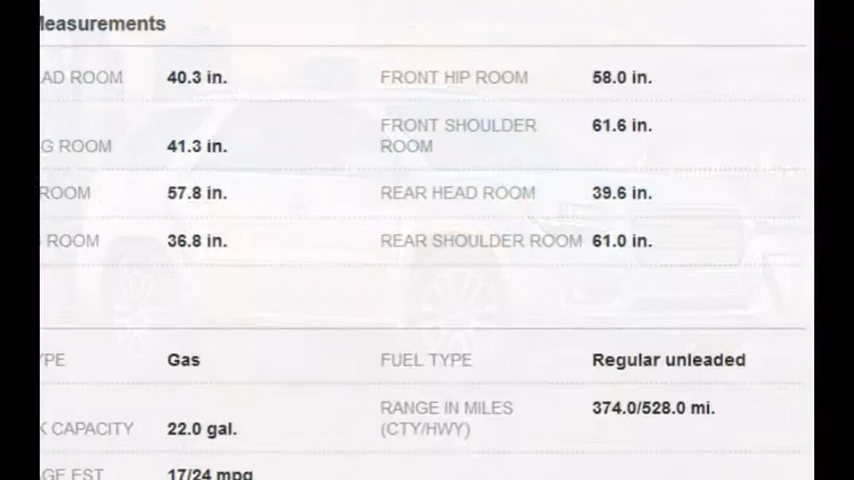 Measurements
AD ROOM 40.3 in. FRONT HIP ROOM 58.0 in.
FRONT SHOULDER 61.6 in.
G ROOM 41.3 in. ROOM
ROOM 57.8 in. REAR HEAD ROOM 39.6 in.
ROOM 36.8 in. REAR SHOULDER ROOM 61.0 in.
YPE Gas FUEL TYPE Regular unleaded
RANGE IN MILES 374.0/528.0 mi.
K CAPACITY 22.0 gal. (CTY/HWY)
GE EST 17/24 mpg